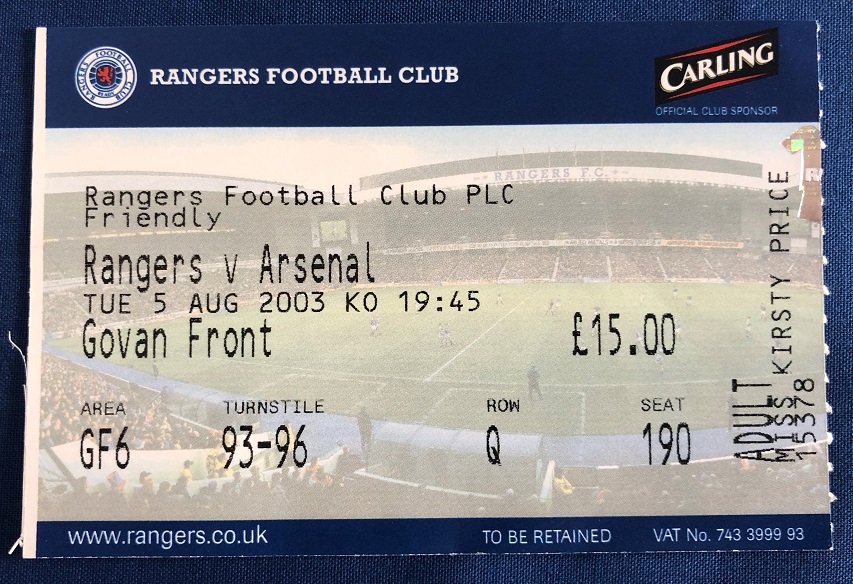 RANGERS FOOTBALL CLUB
CARLING
OFFICIAL CLUB SPONSOR
RANGERS F.C.
Rangers Football Club PLC
Friendly
Rangers v Arsenal
TUE 5 AUG 2003 KO 19:45
Govan Front £15.00
AREA TURNSTILE ROW SEAT
GF6 93-96 Q 190
ADULT
MISS KIRSTY PRICE
15378
www.rangers.co.uk TO BE RETAINED VAT No. 743 3999 93